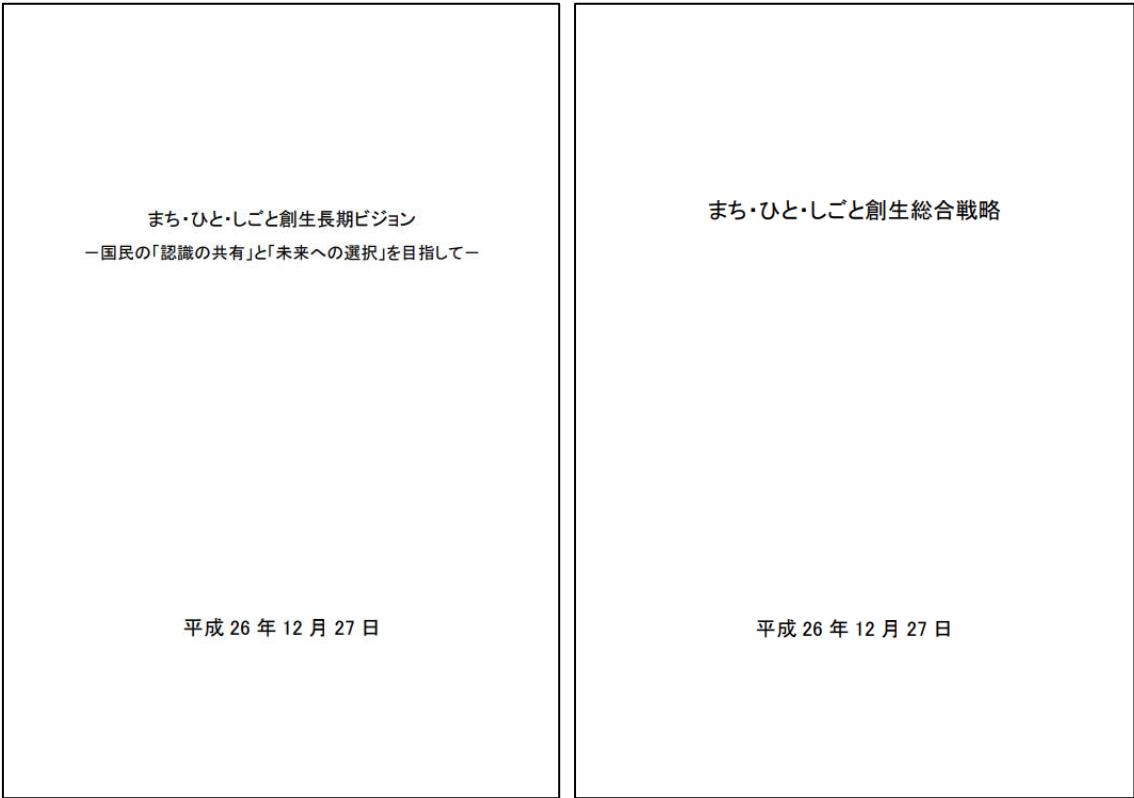 まち・ひと・しごと創生長期ビジョン
－国民の「認識の共有」と「未来への選択」を目指して－
平成 26 年 12 月 27 日
まち・ひと・しごと創生総合戦略
平成 26 年 12 月 27 日